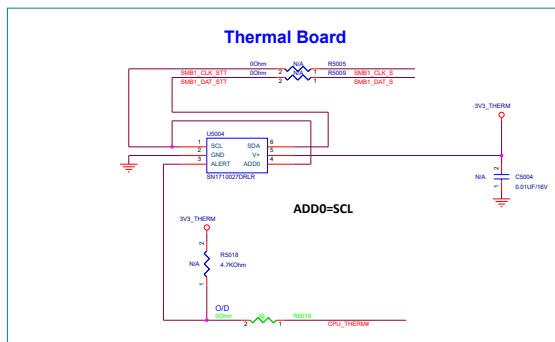 Thermal Board
0Ohm N/A R5005
SMB1_CLK_STT 2 1 SMB1_CLK_S
0Ohm N/A R5009
SMB1_DAT_STT 2 1 SMB1_DAT_S
3V3_THERM
U5004
1 SCL SDA 6
2 GND V+ 5
3 ALERT ADD0 4
SN1710027DRLR
2
N/A C5004
1 0.01UF/16V
ADD0=SCL
3V3_THERM
2
R5018
N/A 4.7KOhm
1
O/D
0Ohm R5019
2 1 CPU_THERM#